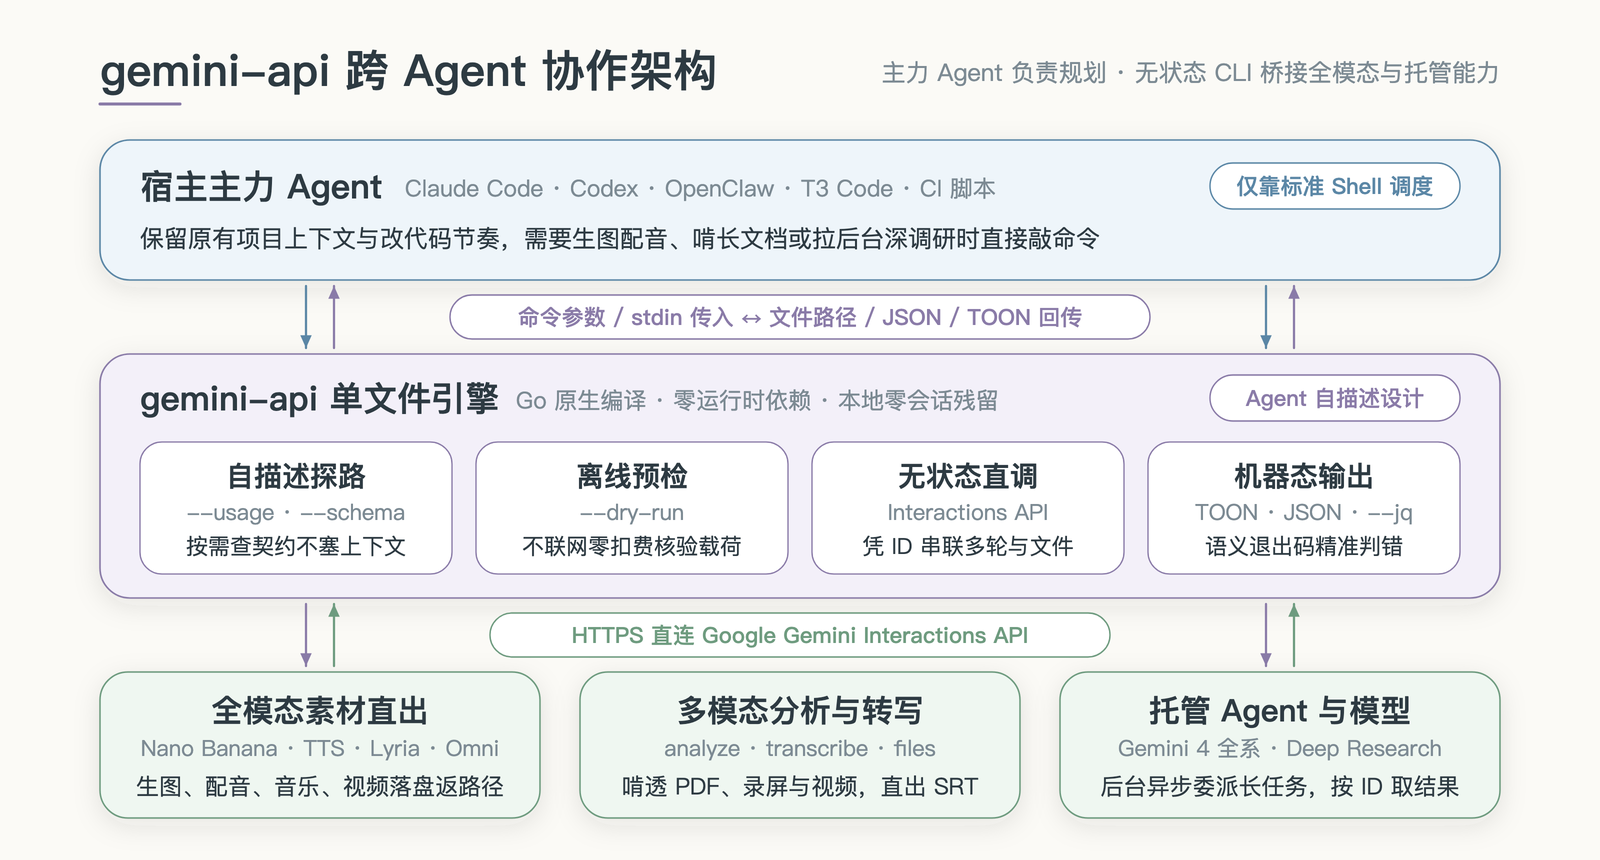 gemini-api 跨 Agent 协作架构
主力 Agent 负责规划 · 无状态 CLI 桥接全模态与托管能力
宿主主力 Agent
Claude Code · Codex · OpenClaw · T3 Code · CI 脚本
仅靠标准 Shell 调度
保留原有项目上下文与改代码节奏，需要生图配音、啃长文档或拉后台深调研时直接敲命令
命令参数 / stdin 传入 ↔ 文件路径 / JSON / TOON 回传
gemini-api 单文件引擎
Go 原生编译 · 零运行时依赖 · 本地零会话残留
Agent 自描述设计
自描述探路
--usage · --schema
按需查契约不塞上下文
离线预检
--dry-run
不联网零扣费核验载荷
无状态直调
Interactions API
凭 ID 串联多轮与文件
机器态输出
TOON · JSON · --jq
语义退出码精准判错
HTTPS 直连 Google Gemini Interactions API
全模态素材直出
Nano Banana · TTS · Lyria · Omni
生图、配音、音乐、视频落盘返路径
多模态分析与转写
analyze · transcribe · files
啃透 PDF、录屏与视频，直出 SRT
托管 Agent 与模型
Gemini 4 全系 · Deep Research
后台异步委派长任务，按 ID 取结果